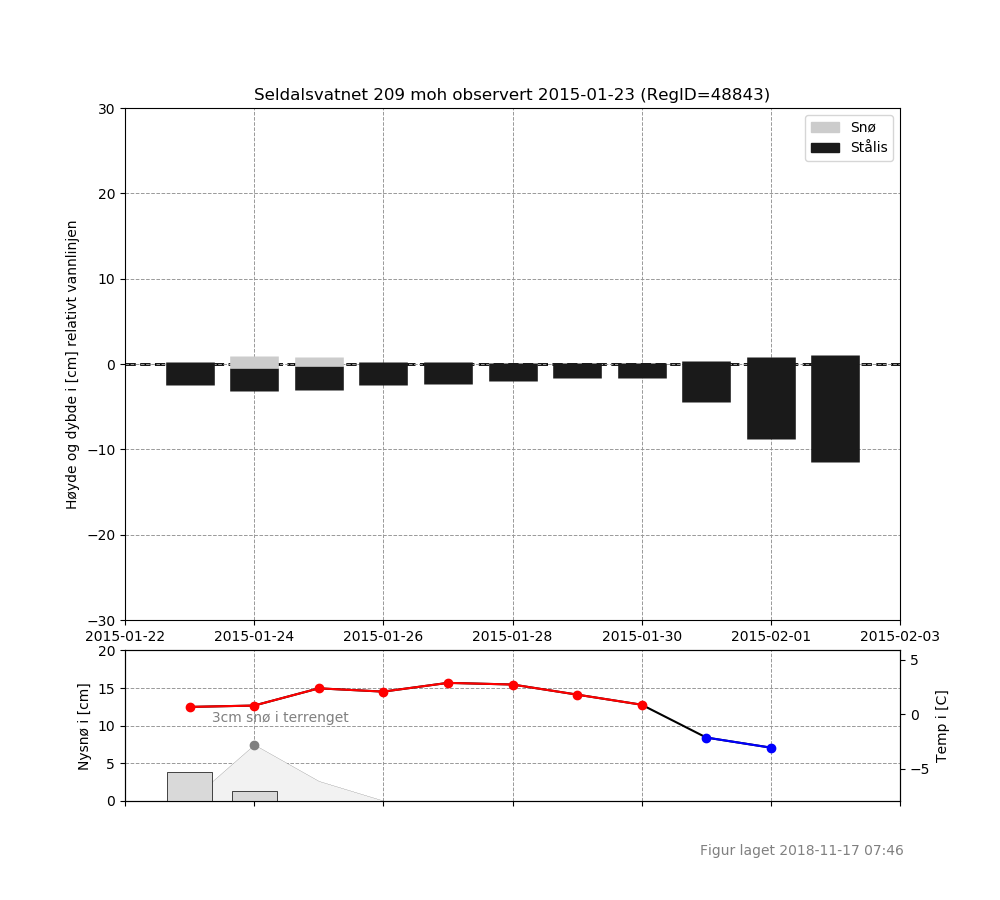 Seldalsvatnet 209 moh observert 2015-01-23 (RegID=48843)
Høyde og dybde i [cm] relativt vannlinjen
30
20
10
0
−10
−20
−30
Snø
Stålis
2015-01-22
2015-01-24
2015-01-26
2015-01-28
2015-01-30
2015-02-01
2015-02-03
Nysnø i [cm]
20
15
10
5
0
3cm snø i terrenget
5
0
−5
Temp i [C]
Figur laget 2018-11-17 07:46